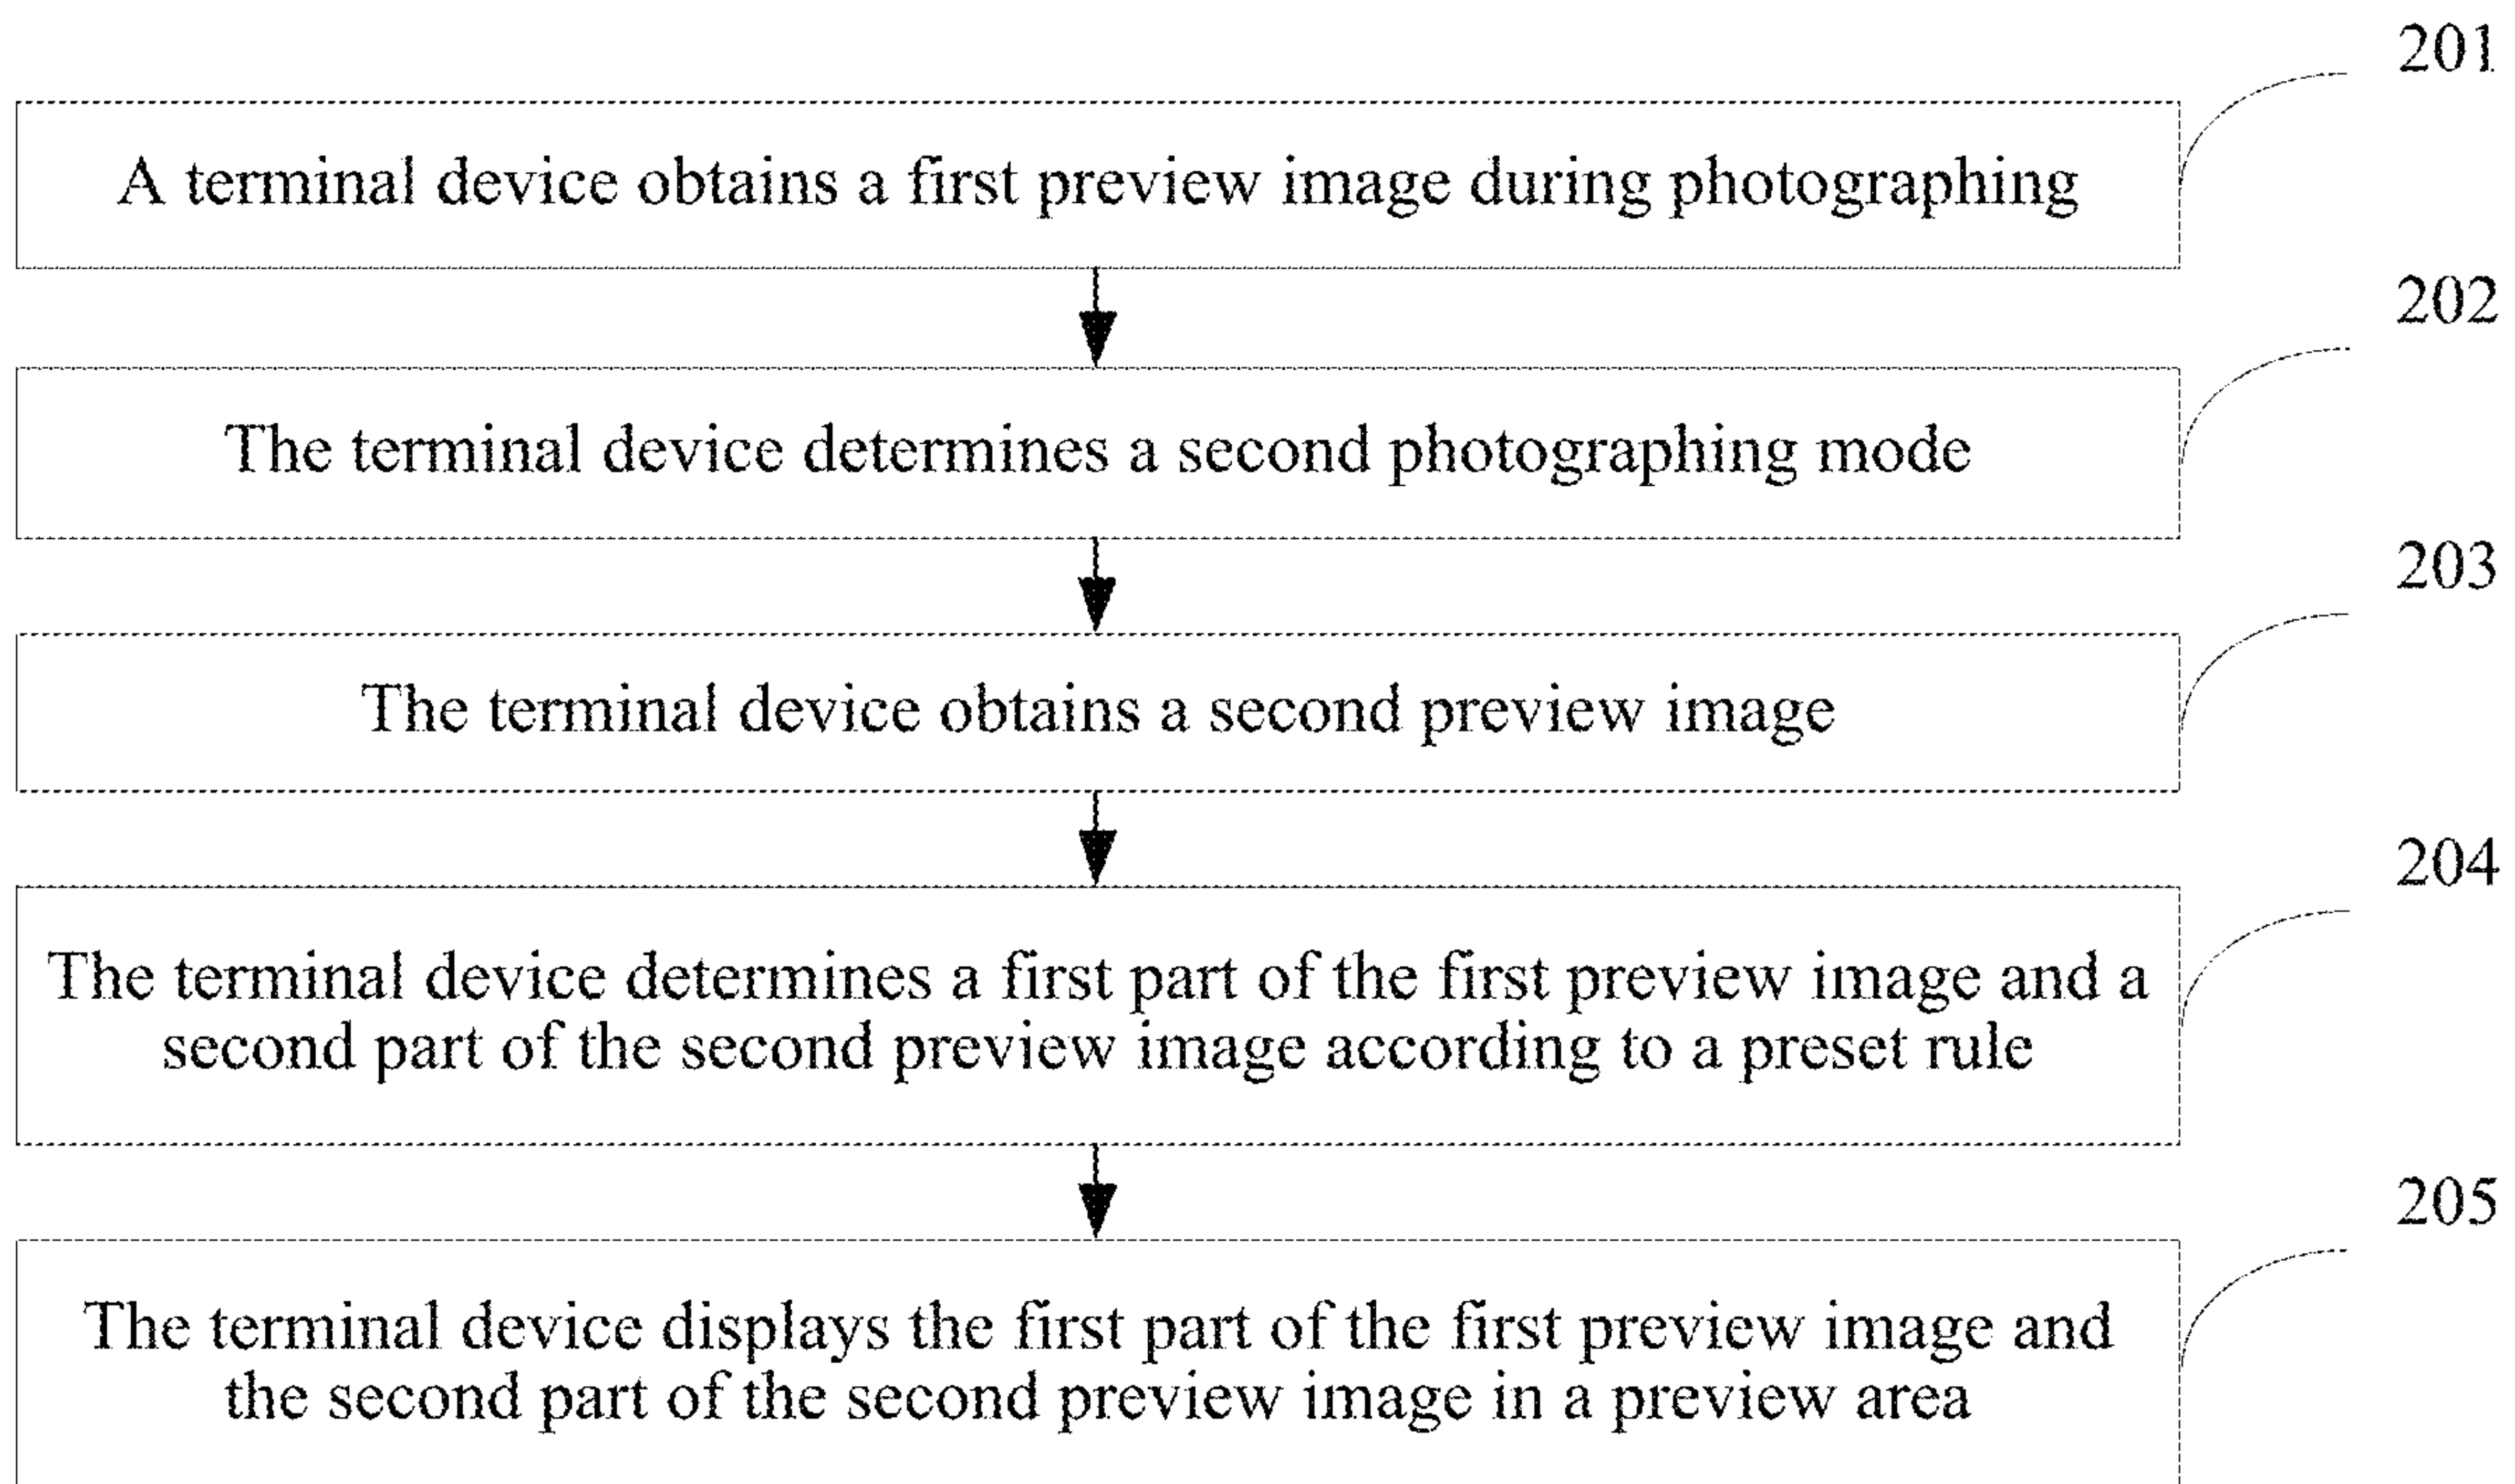 201
A terminal device obtains a first preview image during photographing
202
The terminal device determines a second photographing mode
203
The terminal device obtains a second preview image
204
The terminal device determines a first part of the first preview image and a
second part of the second preview image according to a preset rule
205
The terminal device displays the first part of the first preview image and
the second part of the second preview image in a preview area